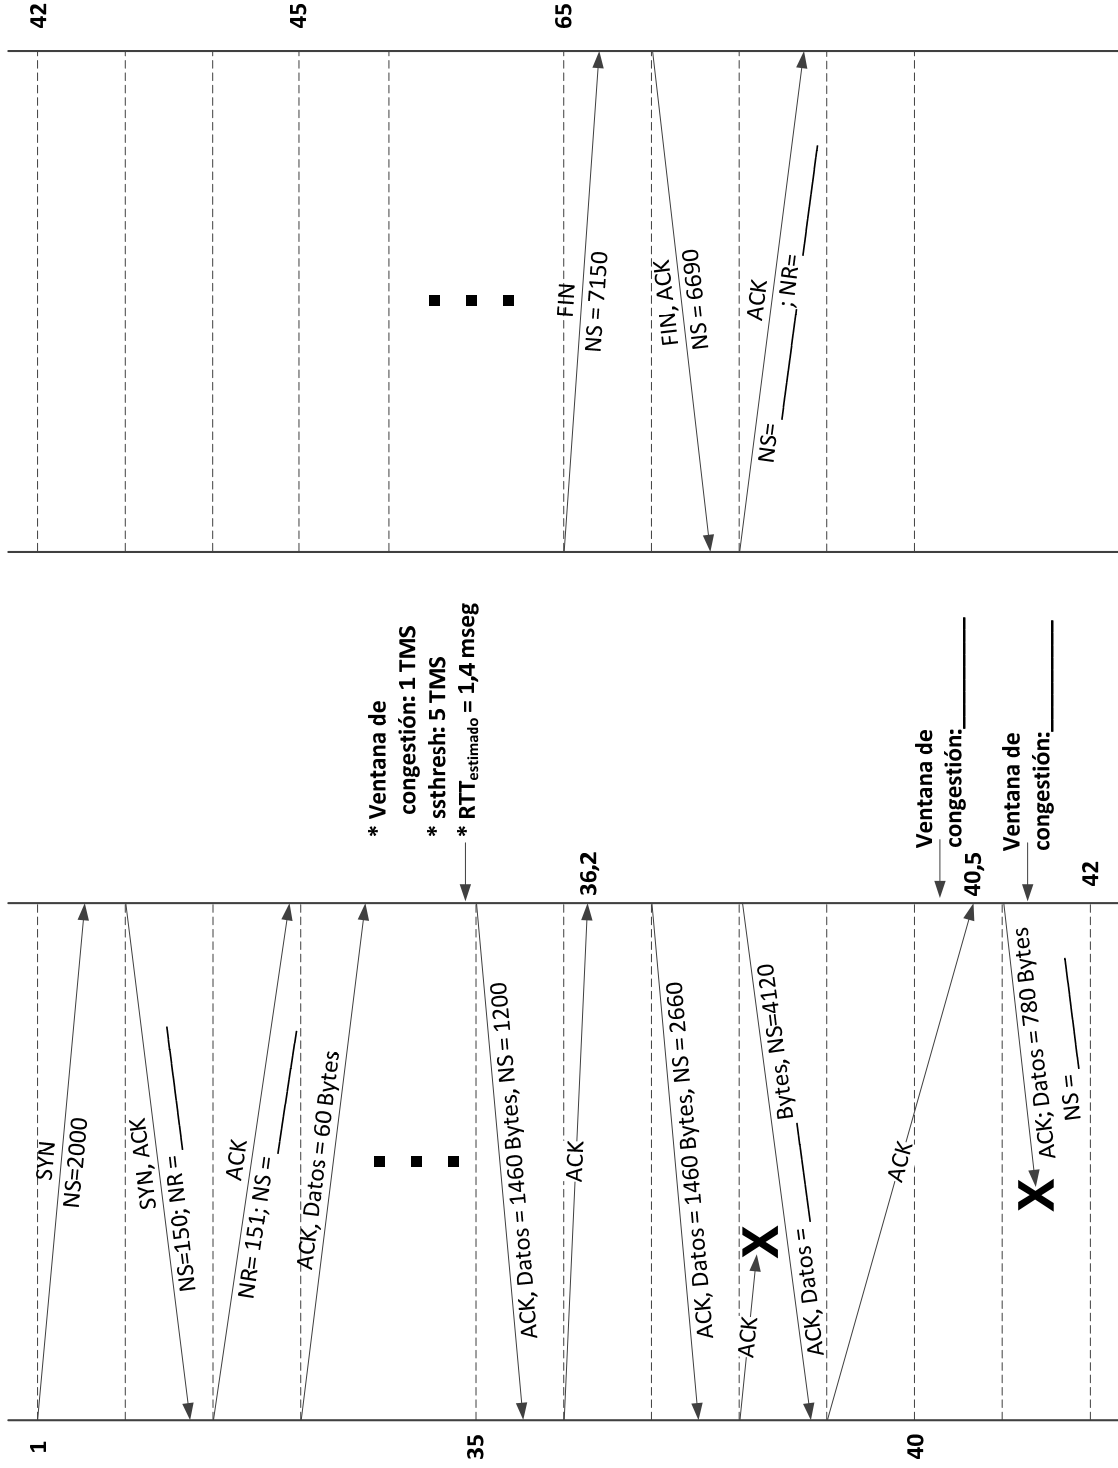 1
SYN
NS=2000
SYN, ACK
NS=150; NR =
ACK
NR= 151; NS =
ACK, Datos = 60 Bytes
* Ventana de
congestión: 1 TMS
* ssthresh: 5 TMS
* RTTestimado = 1,4 mseg
35
ACK, Datos = 1460 Bytes, NS = 1200
ACK
36,2
ACK, Datos = 1460 Bytes, NS = 2660
ACK
X
ACK, Datos = Bytes, NS=4120
ACK
40
Ventana de
congestión:
40,5
Ventana de
congestión:
ACK; Datos = 780 Bytes
NS =
X
42
42
45
65
FIN
NS = 7150
FIN, ACK
NS = 6690
ACK
NS= ; NR=